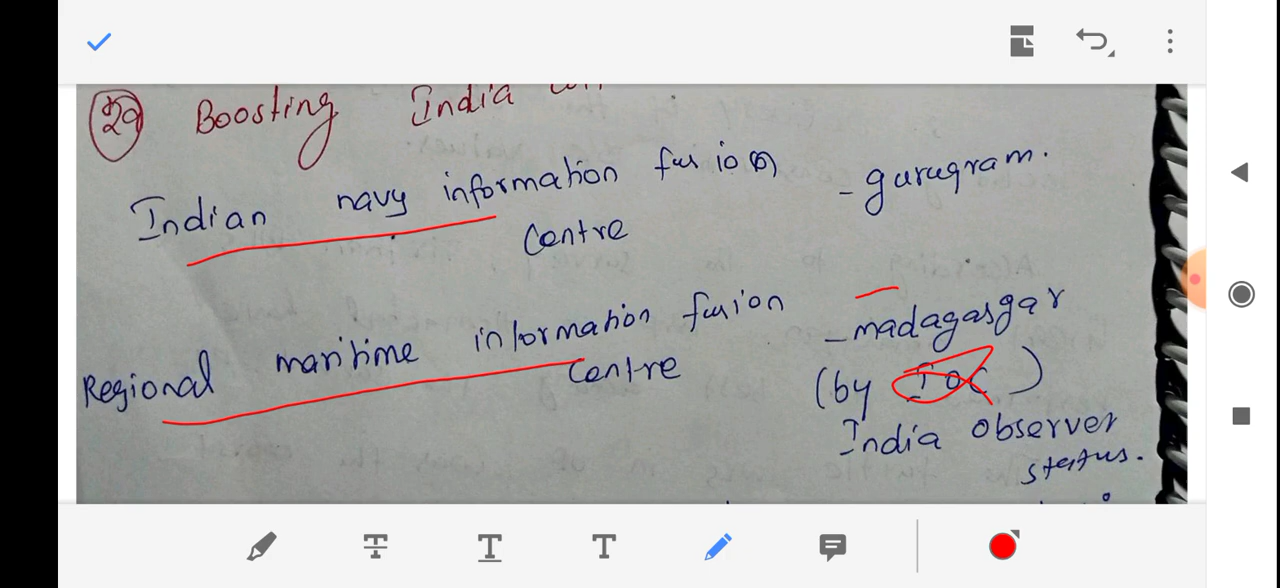 29 Boosting India
Indian navy information fusion - gurugram.
Centre
Regional maritime information fusion - madagasgar
Centre (by IOC)
India observer
status.
T T T